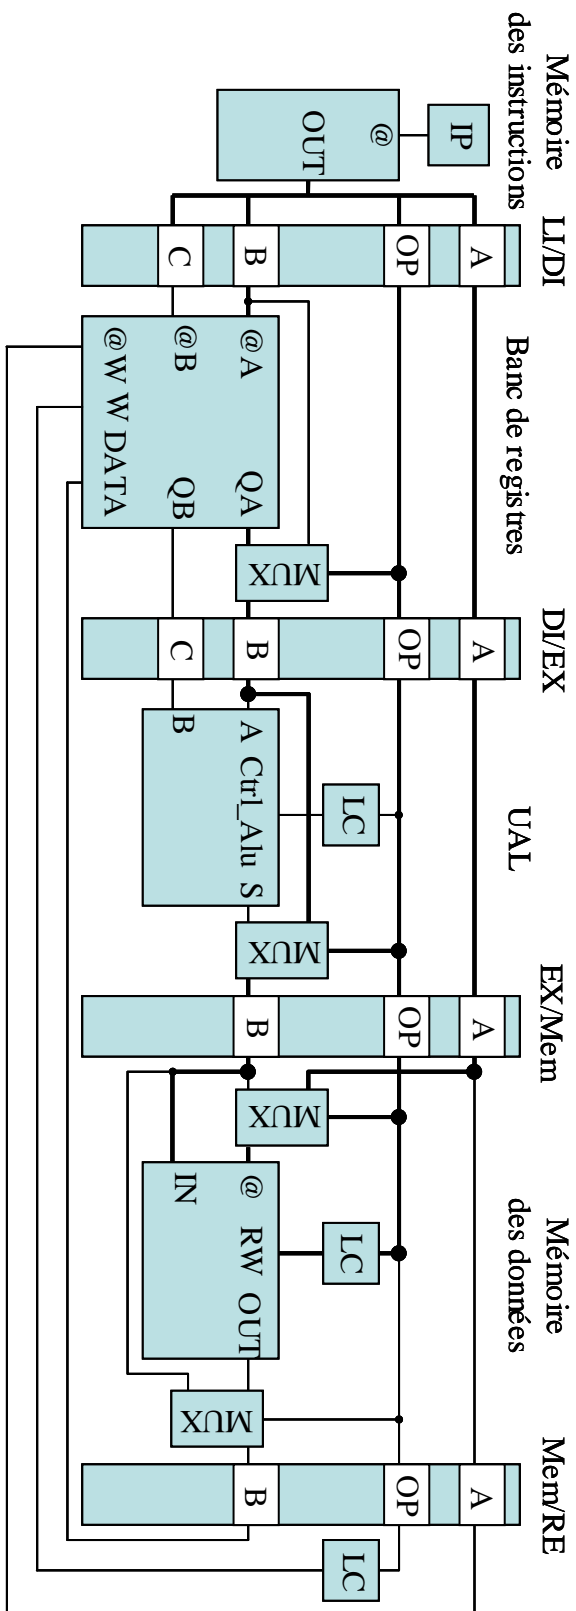 Mémoire
des instructions
LI/DI
Banc de registres
DI/EX
UAL
EX/Mem
Mémoire
des données
Mem/RE
IP
@
OUT
A
OP
B
C
@A
@B
@W W DATA
QA
QB
MUX
A
OP
B
C
LC
A Ctrl_Alu S
B
MUX
A
OP
B
MUX
LC
@ RW OUT
IN
MUX
A
OP
B
LC